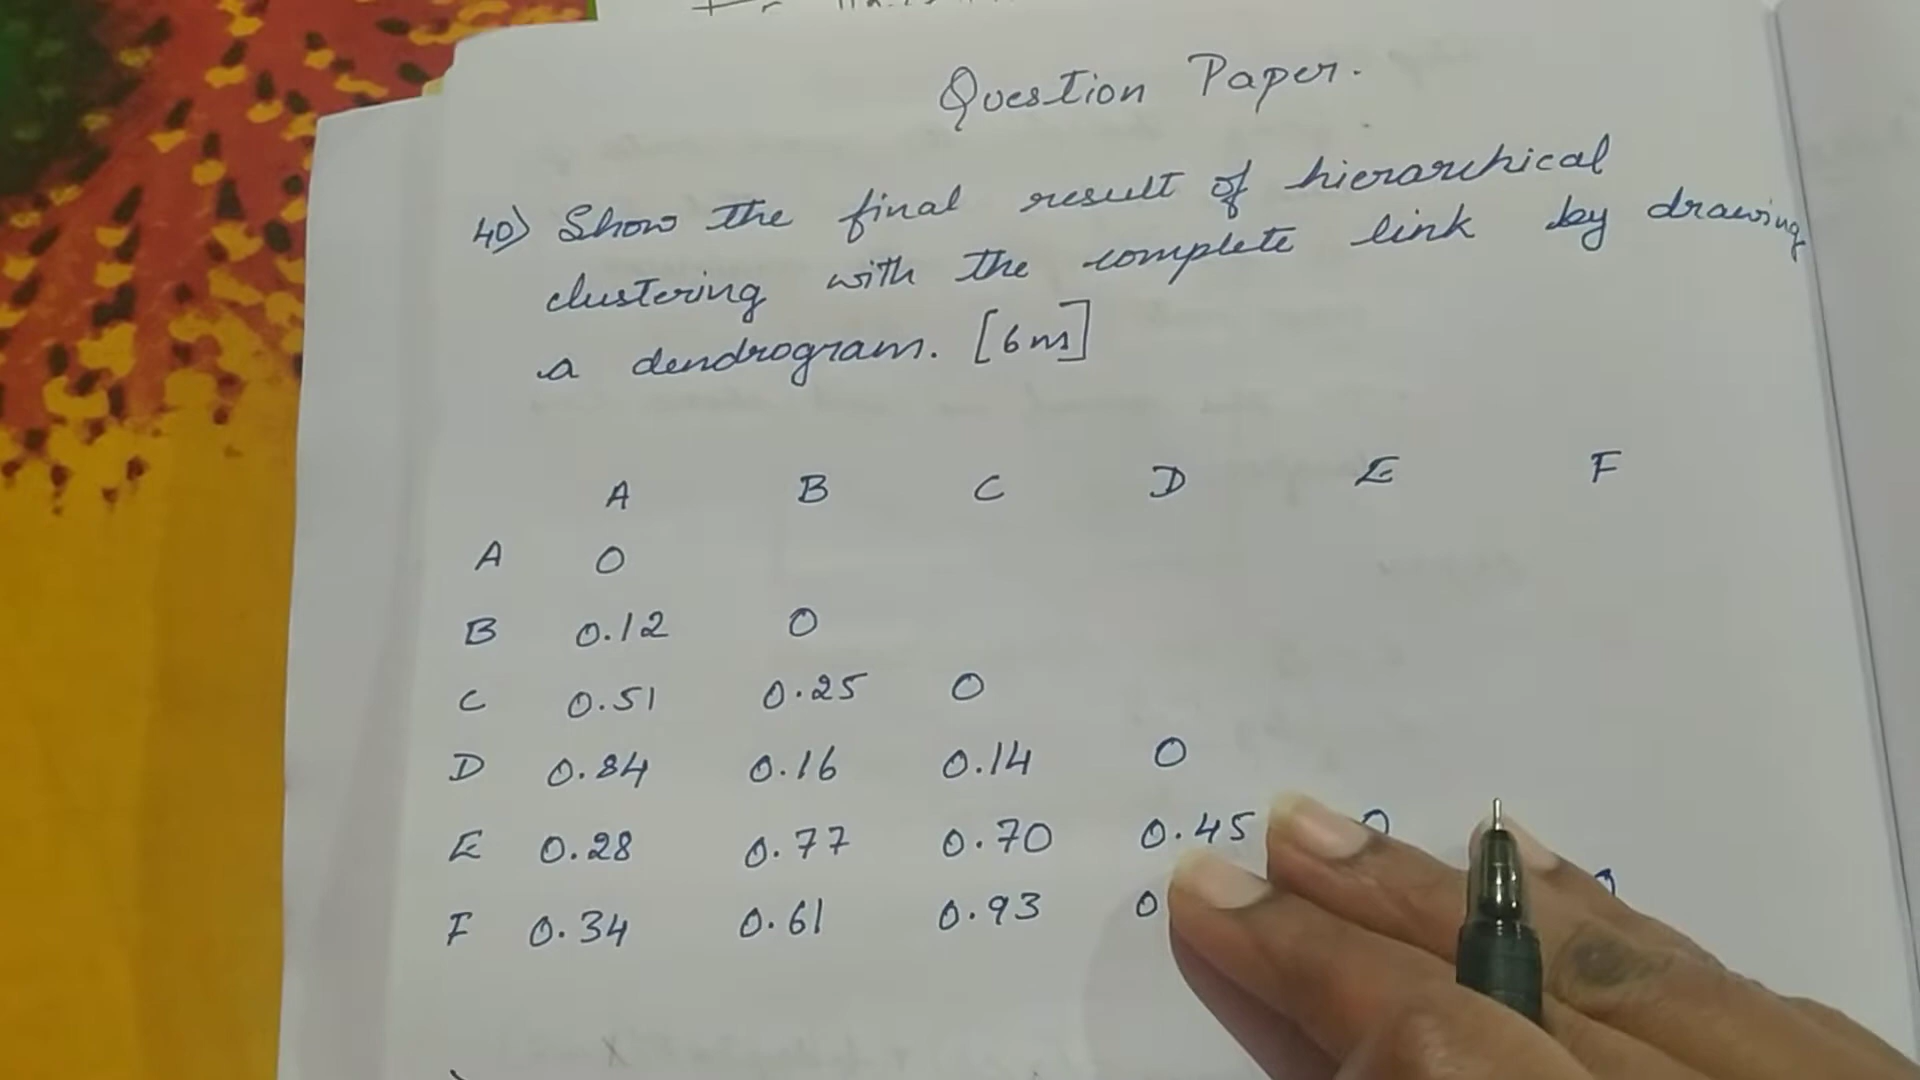 Question Paper.
40) Show the final result of hierarchical
clustering with the complete link by drawing
a dendrogram. [6m]
A B C D E F
A 0
B 0.12 0
C 0.51 0.25 0
D 0.84 0.16 0.14 0
E 0.28 0.77 0.70 0.45 0
F 0.34 0.61 0.93 0